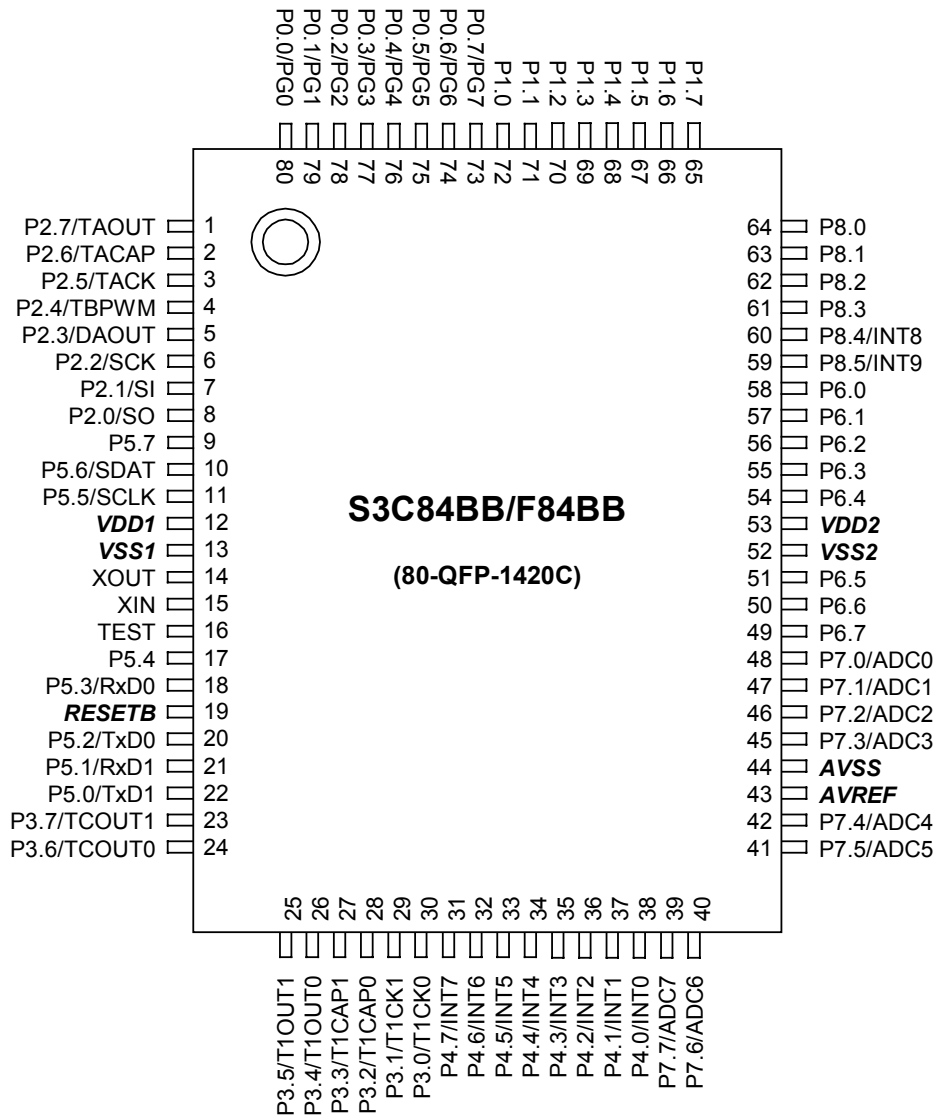 P0.0/PG0
P0.1/PG1
P0.2/PG2
P0.3/PG3
P0.4/PG4
P0.5/PG5
P0.6/PG6
P0.7/PG7
P1.0
P1.1
P1.2
P1.3
P1.4
P1.5
P1.6
P1.7
80
79
78
77
76
75
74
73
72
71
70
69
68
67
66
65
P2.7/TAOUT 1
P2.6/TACAP 2
P2.5/TACK 3
P2.4/TBPWM 4
P2.3/DAOUT 5
P2.2/SCK 6
P2.1/SI 7
P2.0/SO 8
P5.7 9
P5.6/SDAT 10
P5.5/SCLK 11
VDD1 12
VSS1 13
XOUT 14
XIN 15
TEST 16
P5.4 17
P5.3/RxD0 18
RESETB 19
P5.2/TxD0 20
P5.1/RxD1 21
P5.0/TxD1 22
P3.7/TCOUT1 23
P3.6/TCOUT0 24
S3C84BB/F84BB
(80-QFP-1420C)
64 P8.0
63 P8.1
62 P8.2
61 P8.3
60 P8.4/INT8
59 P8.5/INT9
58 P6.0
57 P6.1
56 P6.2
55 P6.3
54 P6.4
53 VDD2
52 VSS2
51 P6.5
50 P6.6
49 P6.7
48 P7.0/ADC0
47 P7.1/ADC1
46 P7.2/ADC2
45 P7.3/ADC3
44 AVSS
43 AVREF
42 P7.4/ADC4
41 P7.5/ADC5
25
26
27
28
29
30
31
32
33
34
35
36
37
38
39
40
P3.5/T1OUT1
P3.4/T1OUT0
P3.3/T1CAP1
P3.2/T1CAP0
P3.1/T1CK1
P3.0/T1CK0
P4.7/INT7
P4.6/INT6
P4.5/INT5
P4.4/INT4
P4.3/INT3
P4.2/INT2
P4.1/INT1
P4.0/INT0
P7.7/ADC7
P7.6/ADC6